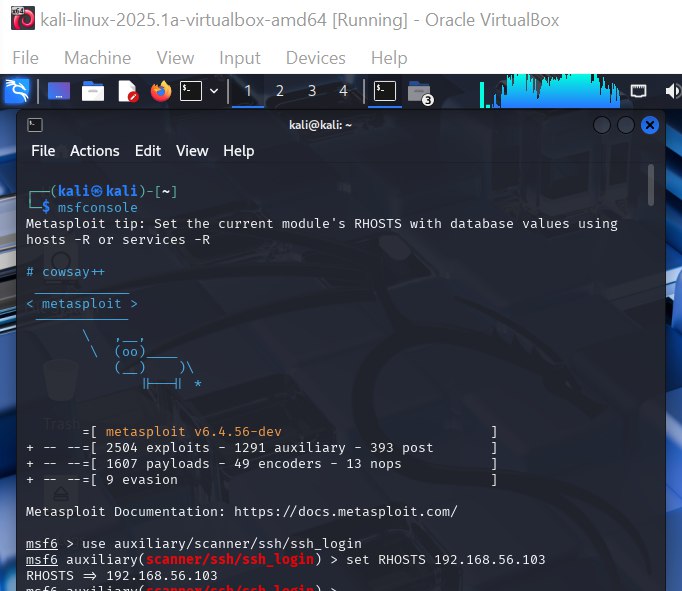 kali-linux-2025.1a-virtualbox-amd64 [Running] - Oracle VirtualBox
File Machine View Input Devices Help
1 2 3 4 3
kali@kali: ~
File Actions Edit View Help
┌──(kali㉿kali)-[~]
└─$ msfconsole
Metasploit tip: Set the current module's RHOSTS with database values using
hosts -R or services -R
# cowsay++
 ____________
< metasploit >
 ------------
       \   ,__,
        \  (oo)____
           (__)    )\
              ||--|| *
Trash
=[ metasploit v6.4.56-dev ]
+ -- --=[ 2504 exploits - 1291 auxiliary - 393 post ]
+ -- --=[ 1607 payloads - 49 encoders - 13 nops ]
+ -- --=[ 9 evasion ]
Metasploit Documentation: https://docs.metasploit.com/
msf6 > use auxiliary/scanner/ssh/ssh_login
msf6 auxiliary(scanner/ssh/ssh_login) > set RHOSTS 192.168.56.103
RHOSTS => 192.168.56.103
msf6 auxiliary(scanner/ssh/ssh_login) >